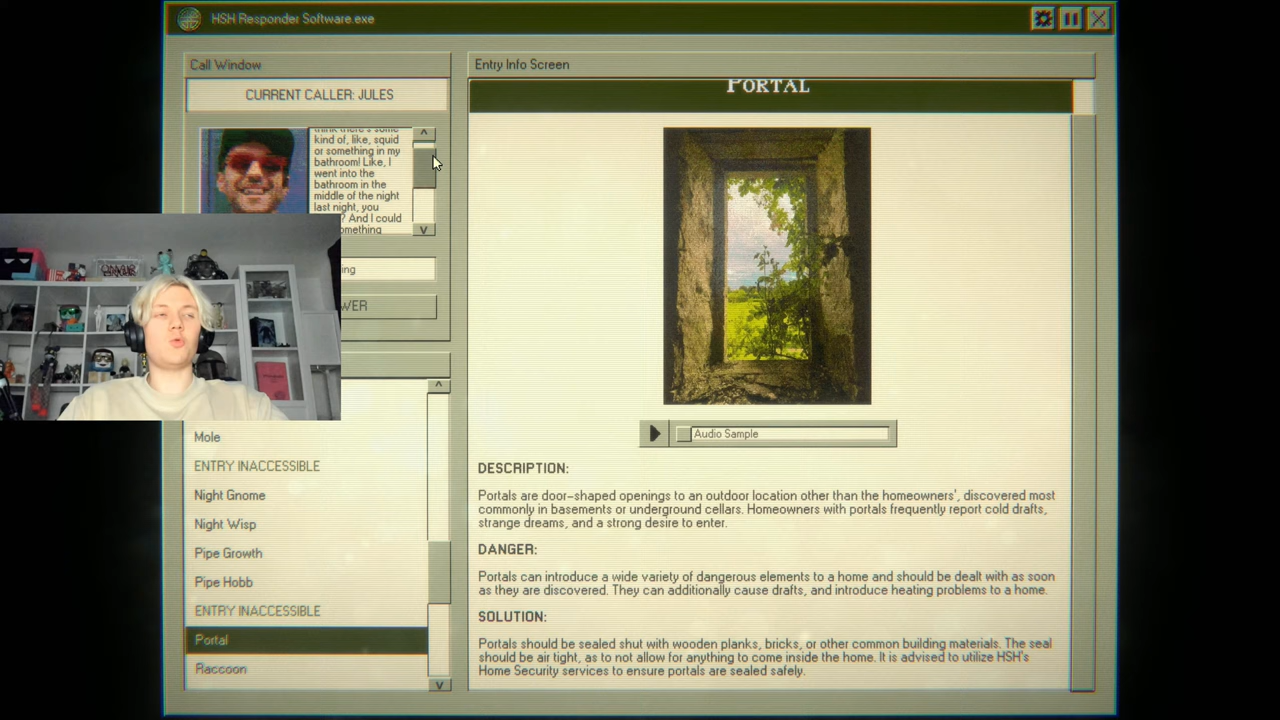 HSH Responder Software.exe
Call Window
CURRENT CALLER: JULES
think there's some
kind of, like, squid
or something in my
bathroom! Like, I
went into the
bathroom in the
middle of the night
last night, you
? And I could
omething
ing
WER
Mole
ENTRY INACCESSIBLE
Night Gnome
Night Wisp
Pipe Growth
Pipe Hobb
ENTRY INACCESSIBLE
Portal
Raccoon
Entry Info Screen
PORTAL
Audio Sample
DESCRIPTION:
Portals are door-shaped openings to an outdoor location other than the homeowners', discovered most
commonly in basements or underground cellars. Homeowners with portals frequently report cold drafts,
strange dreams, and a strong desire to enter.
DANGER:
Portals can introduce a wide variety of dangerous elements to a home and should be dealt with as soon
as they are discovered. They can additionally cause drafts, and introduce heating problems to a home.
SOLUTION:
Portals should be sealed shut with wooden planks, bricks, or other common building materials. The seal
should be air tight, as to not allow for anything to come inside the home. It is advised to utilize HSH's
Home Security services to ensure portals are sealed safely.